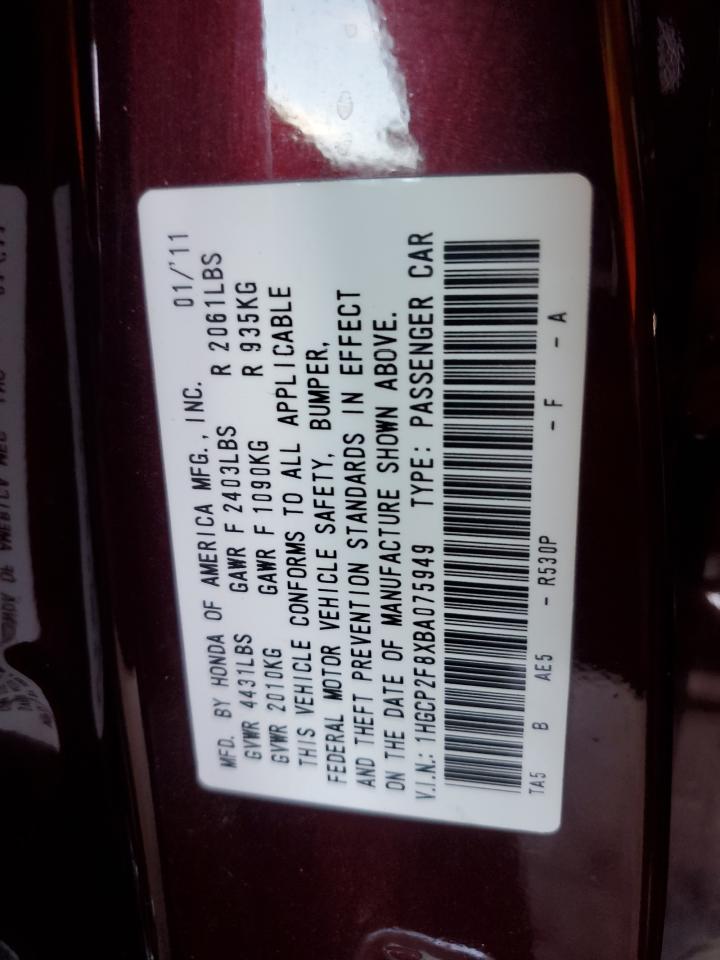 MFD. BY HONDA OF AMERICA MFG., INC. 01/'11
GVWR 4431LBS GAWR F 2403LBS R 2061LBS
GVWR 2010KG GAWR F 1090KG R 935KG
THIS VEHICLE CONFORMS TO ALL APPLICABLE
FEDERAL MOTOR VEHICLE SAFETY, BUMPER,
AND THEFT PREVENTION STANDARDS IN EFFECT
ON THE DATE OF MANUFACTURE SHOWN ABOVE.
V.I.N.: 1HGCP2F8XBA075949 TYPE: PASSENGER CAR
TA5 B AE5 - R530P - F - A